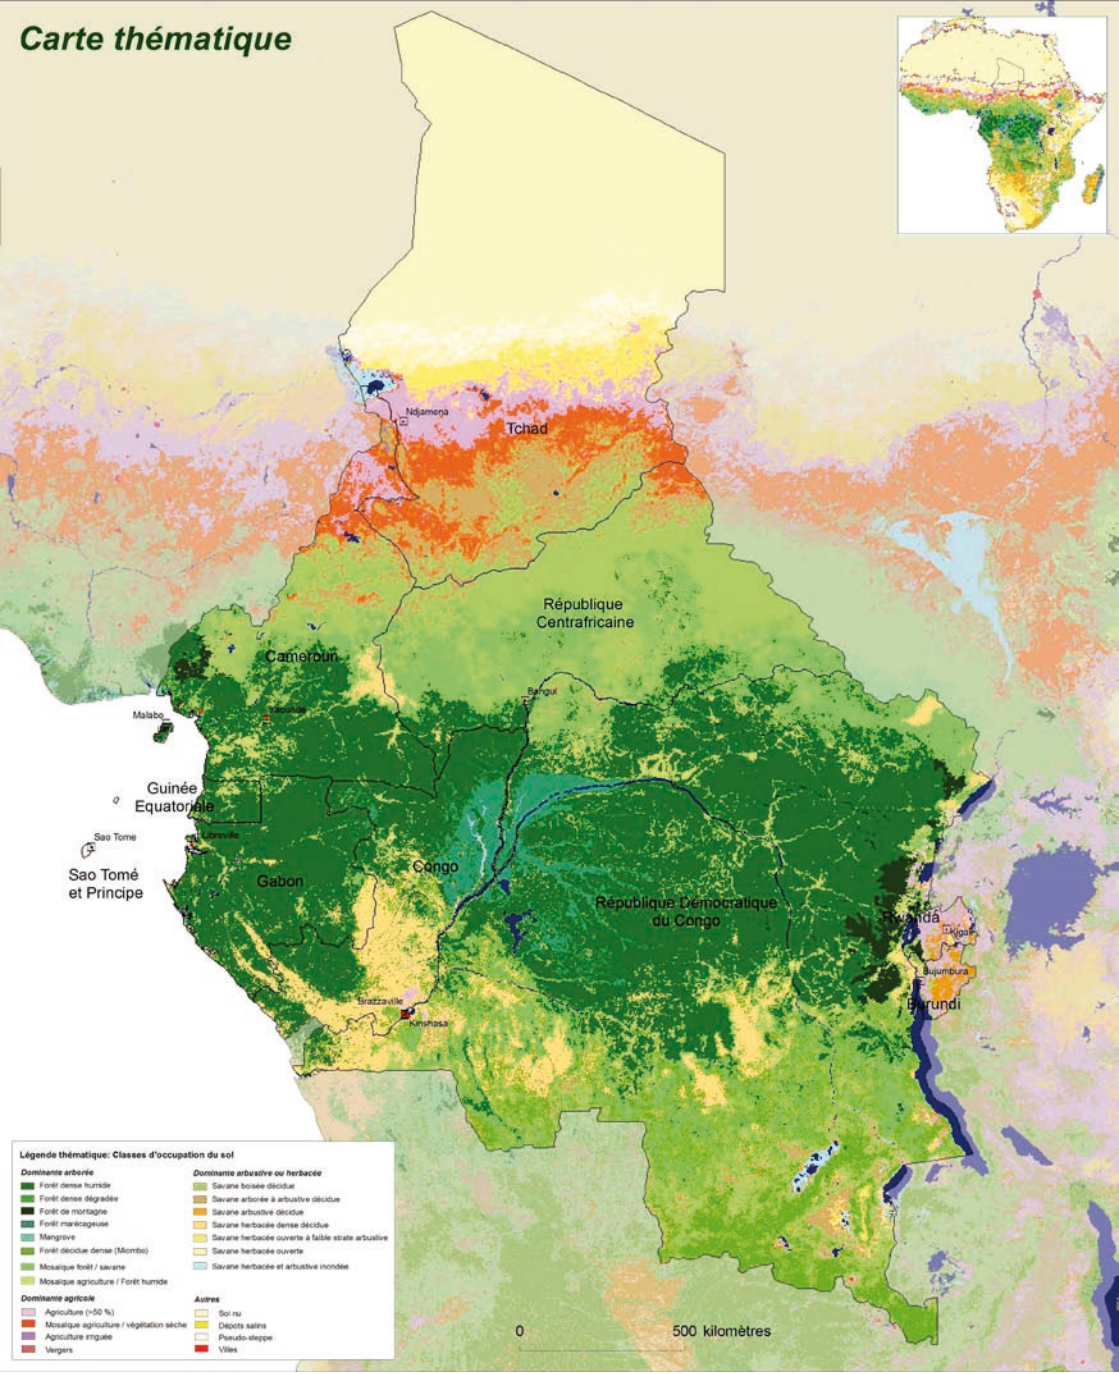 Carte thématique
Ndjamena
Tchad
République
Centrafricaine
Cameroun
Bangui
Malabo
Yaounde
Guinée
Equatoriale
Libreville
Sao Tome
Sao Tomé
et Principe
Gabon
Congo
République Démocratique
du Congo
Rwanda
Kigali
Bujumbura
Burundi
Brazzaville
Kinshasa
Légende thématique: Classes d'occupation du sol
Dominante arborée
Forêt dense humide
Forêt dense dégradée
Forêt de montagne
Forêt marécageuse
Mangrove
Forêt décidue dense (Miombo)
Mosaïque forêt / savane
Mosaïque agriculture / Forêt humide
Dominante agricole
Agriculture (>50 %)
Mosaïque agriculture / végétation sèche
Agriculture irriguée
Vergers
Dominante arbustive ou herbacée
Savane boisée décidue
Savane arborée à arbustive décidue
Savane arbustive décidue
Savane herbacée dense décidue
Savane herbacée ouverte à faible strate arbustive
Savane herbacée ouverte
Savane herbacée et arbustive inondée
Autres
Sol nu
Dépots salins
Pseudo-steppe
Villes
0 500 kilomètres